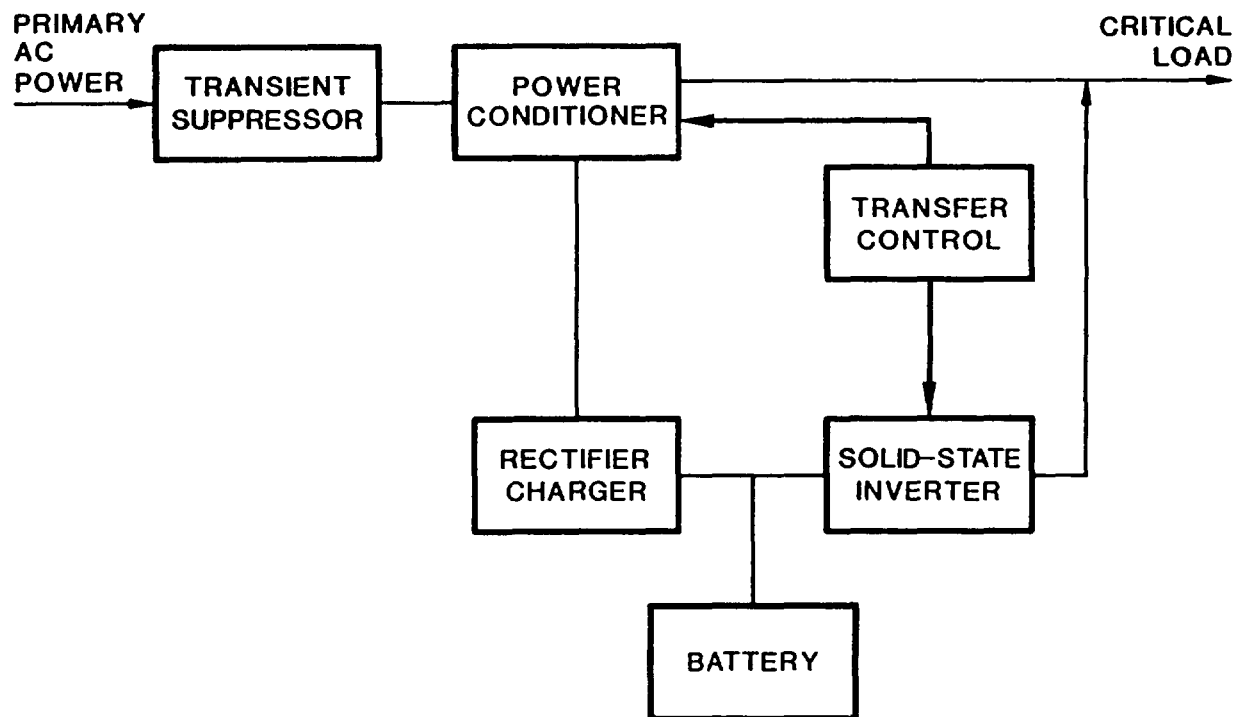 PRIMARY
AC
POWER
TRANSIENT
SUPPRESSOR
POWER
CONDITIONER
CRITICAL
LOAD
TRANSFER
CONTROL
RECTIFIER
CHARGER
SOLID-STATE
INVERTER
BATTERY